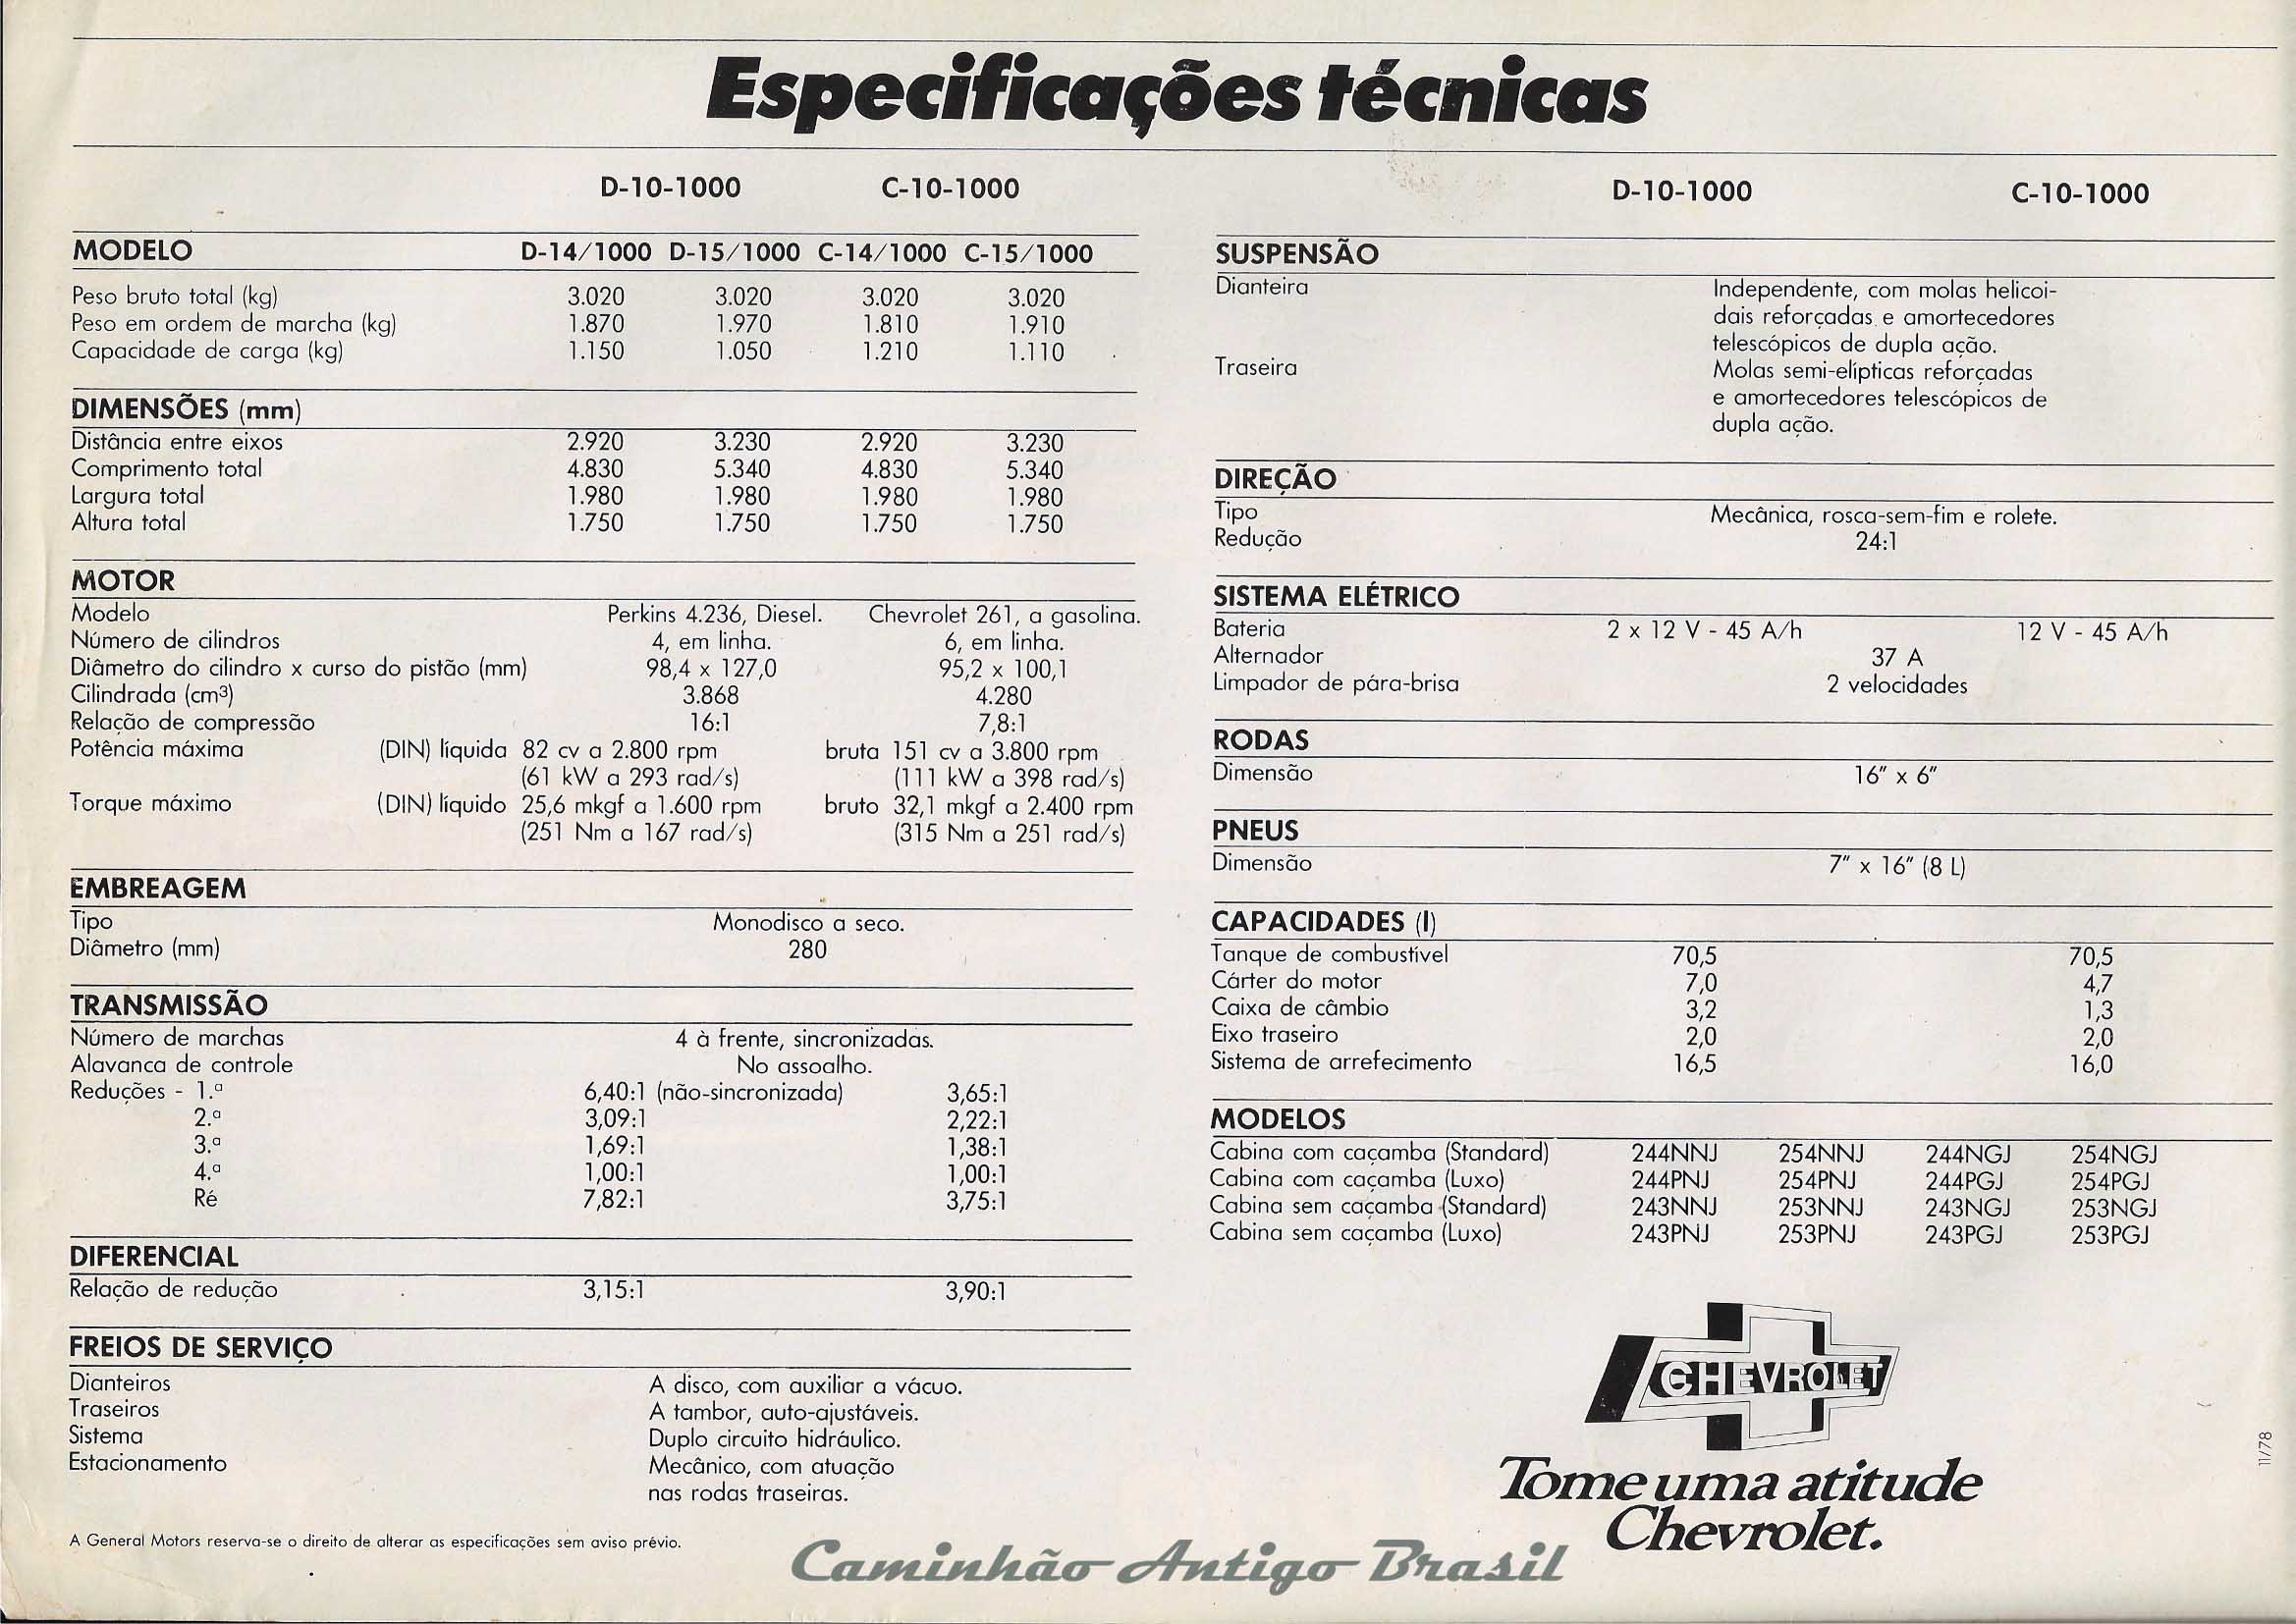 Especificações técnicas
D-10-1000 C-10-1000
MODELO D-14/1000 D-15/1000 C-14/1000 C-15/1000
Peso bruto total (kg) 3.020 3.020 3.020 3.020
Peso em ordem de marcha (kg) 1.870 1.970 1.810 1.910
Capacidade de carga (kg) 1.150 1.050 1.210 1.110
DIMENSÕES (mm)
Distância entre eixos 2.920 3.230 2.920 3.230
Comprimento total 4.830 5.340 4.830 5.340
Largura total 1.980 1.980 1.980 1.980
Altura total 1.750 1.750 1.750 1.750
MOTOR
Modelo Perkins 4.236, Diesel. Chevrolet 261, a gasolina.
Número de cilindros 4, em linha. 6, em linha.
Diâmetro do cilindro x curso do pistão (mm) 98,4 x 127,0 95,2 x 100,1
Cilindrada (cm³) 3.868 4.280
Relação de compressão 16:1 7,8:1
Potência máxima (DIN) líquida 82 cv a 2.800 rpm bruta 151 cv a 3.800 rpm
(61 kW a 293 rad/s) (111 kW a 398 rad/s)
Torque máximo (DIN) líquido 25,6 mkgf a 1.600 rpm bruto 32,1 mkgf a 2.400 rpm
(251 Nm a 167 rad/s) (315 Nm a 251 rad/s)
EMBREAGEM
Tipo Monodisco a seco.
Diâmetro (mm) 280
TRANSMISSÃO
Número de marchas 4 à frente, sincronizadas.
Alavanca de controle No assoalho.
Reduções - 1.ª 6,40:1 (não-sincronizada) 3,65:1
2.ª 3,09:1 2,22:1
3.ª 1,69:1 1,38:1
4.ª 1,00:1 1,00:1
Ré 7,82:1 3,75:1
DIFERENCIAL
Relação de redução 3,15:1 3,90:1
FREIOS DE SERVIÇO
Dianteiros A disco, com auxiliar a vácuo.
Traseiros A tambor, auto-ajustáveis.
Sistema Duplo circuito hidráulico.
Estacionamento Mecânico, com atuação
nas rodas traseiras.
A General Motors reserva-se o direito de alterar as especificações sem aviso prévio.
D-10-1000 C-10-1000
SUSPENSÃO
Dianteira Independente, com molas helicoi-
dais reforçadas e amortecedores
telescópicos de dupla ação.
Traseira Molas semi-elípticas reforçadas
e amortecedores telescópicos de
dupla ação.
DIREÇÃO
Tipo Mecânica, rosca-sem-fim e rolete.
Redução 24:1
SISTEMA ELÉTRICO
Bateria 2 x 12 V - 45 A/h 12 V - 45 A/h
Alternador 37 A
Limpador de pára-brisa 2 velocidades
RODAS
Dimensão 16" x 6"
PNEUS
Dimensão 7" x 16" (8 L)
CAPACIDADES (l)
Tanque de combustível 70,5 70,5
Cárter do motor 7,0 4,7
Caixa de câmbio 3,2 1,3
Eixo traseiro 2,0 2,0
Sistema de arrefecimento 16,5 16,0
MODELOS
Cabina com caçamba (Standard) 244NNJ 254NNJ 244NGJ 254NGJ
Cabina com caçamba (Luxo) 244PNJ 254PNJ 244PGJ 254PGJ
Cabina sem caçamba (Standard) 243NNJ 253NNJ 243NGJ 253NGJ
Cabina sem caçamba (Luxo) 243PNJ 253PNJ 243PGJ 253PGJ
CHEVROLET
Tome uma atitude
Chevrolet.
11/78
Caminhão Antigo Brasil